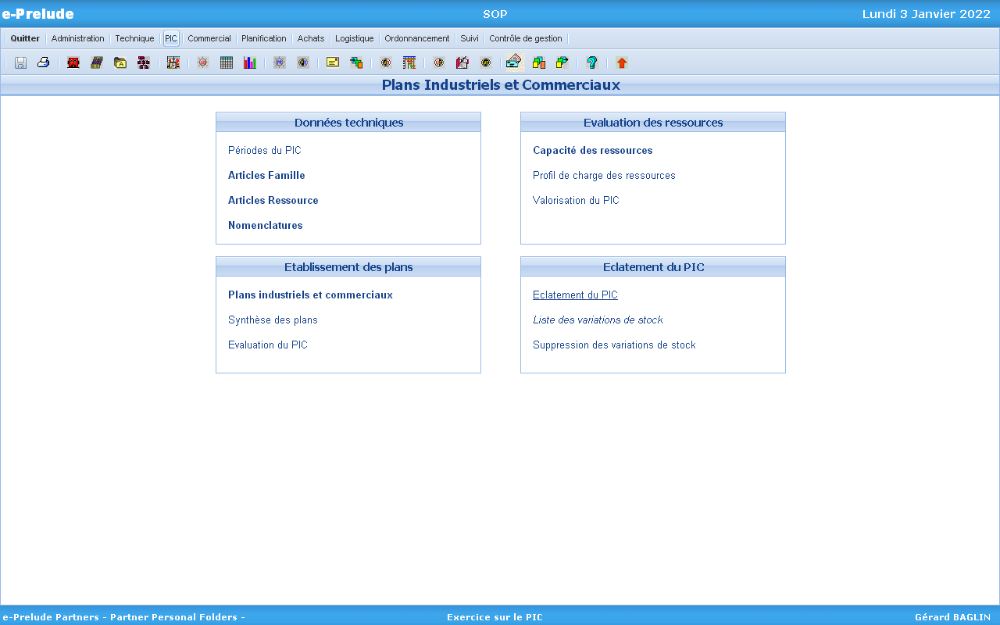 e-Prelude SOP Lundi 3 Janvier 2022
Quitter Administration Technique PIC Commercial Planification Achats Logistique Ordonnancement Suivi Contrôle de gestion
Plans Industriels et Commerciaux
Données techniques
Périodes du PIC
Articles Famille
Articles Ressource
Nomenclatures
Evaluation des ressources
Capacité des ressources
Profil de charge des ressources
Valorisation du PIC
Etablissement des plans
Plans industriels et commerciaux
Synthèse des plans
Evaluation du PIC
Eclatement du PIC
Eclatement du PIC
Liste des variations de stock
Suppression des variations de stock
e-Prelude Partners - Partner Personal Folders - Exercice sur le PIC Gérard BAGLIN